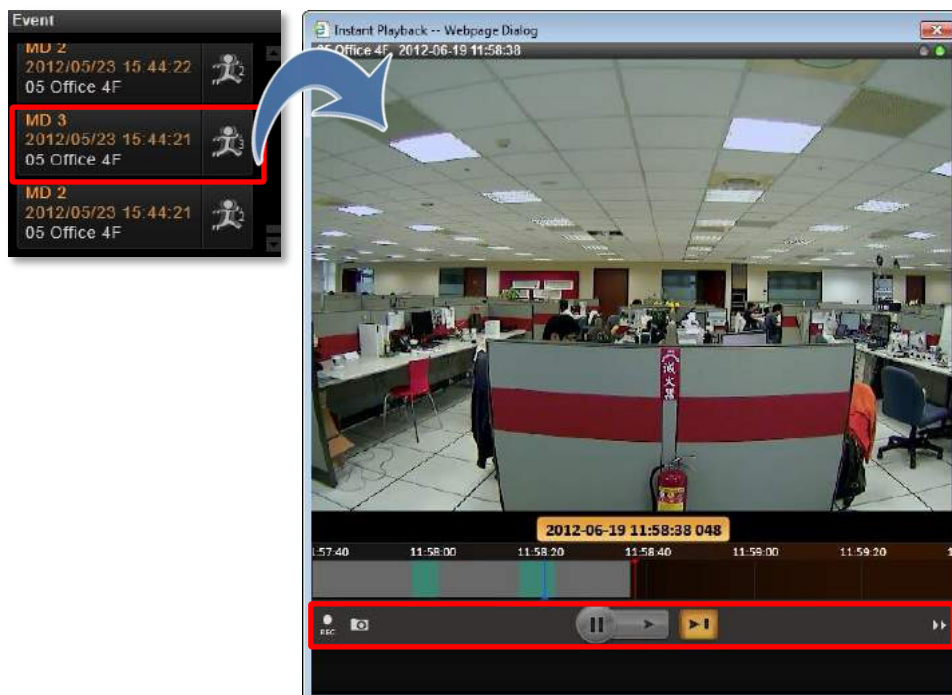 Event
MD 2
2012/05/23 15:44:22
05 Office 4F
MD 3
2012/05/23 15:44:21
05 Office 4F
MD 2
2012/05/23 15:44:21
05 Office 4F
Instant Playback -- Webpage Dialog
05 Office 4F 2012-06-19 11:58:38
滅火器
2012-06-19 11:58:38 048
:57:40 11:58:00 11:58:20 11:58:40 11:59:00 11:59:20 1
REC